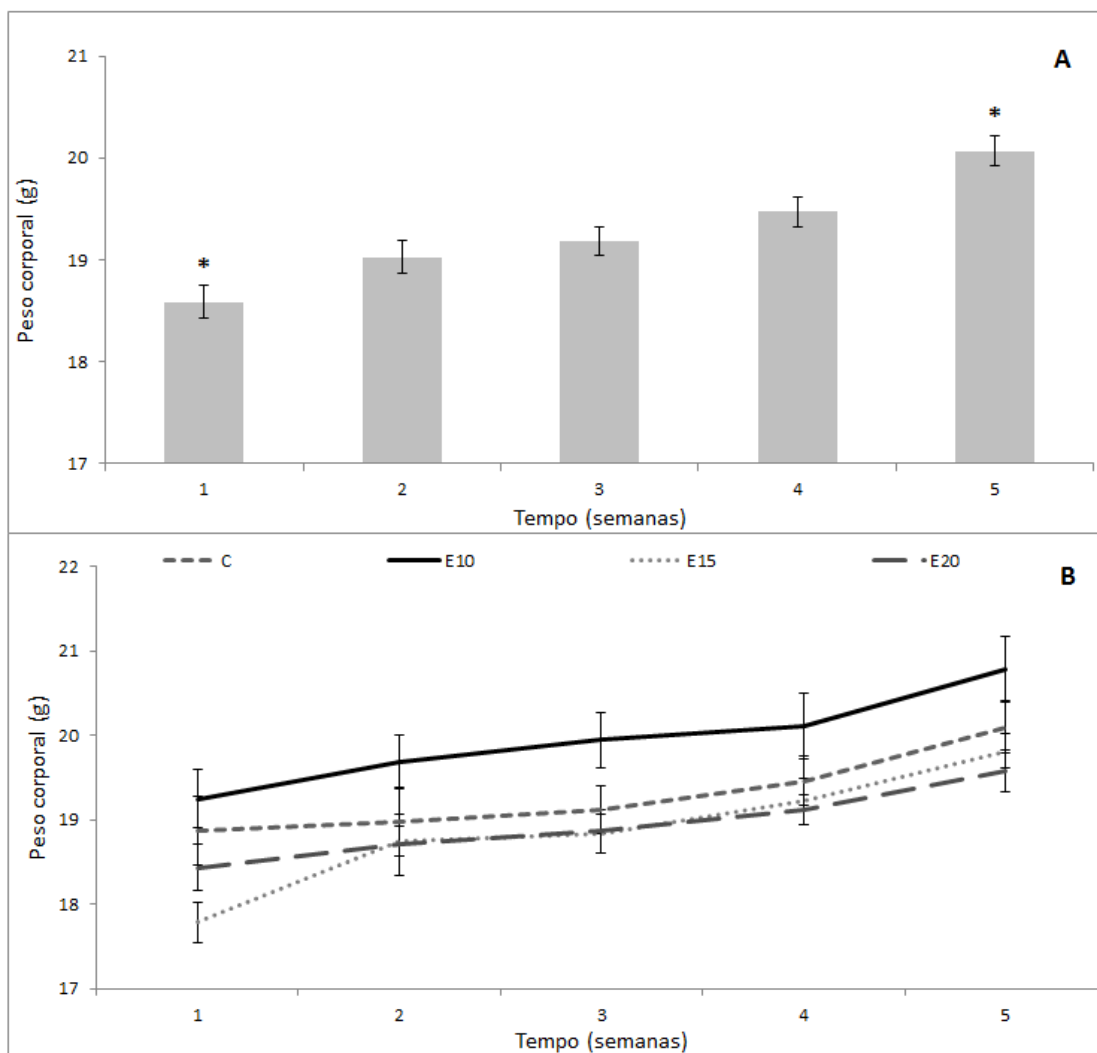 A
Peso corporal (g)
21
20
19
18
17
*
*
1 2 3 4 5
Tempo (semanas)
C E10 E15 E20
B
Peso corporal (g)
22
21
20
19
18
17
1 2 3 4 5
Tempo (semanas)